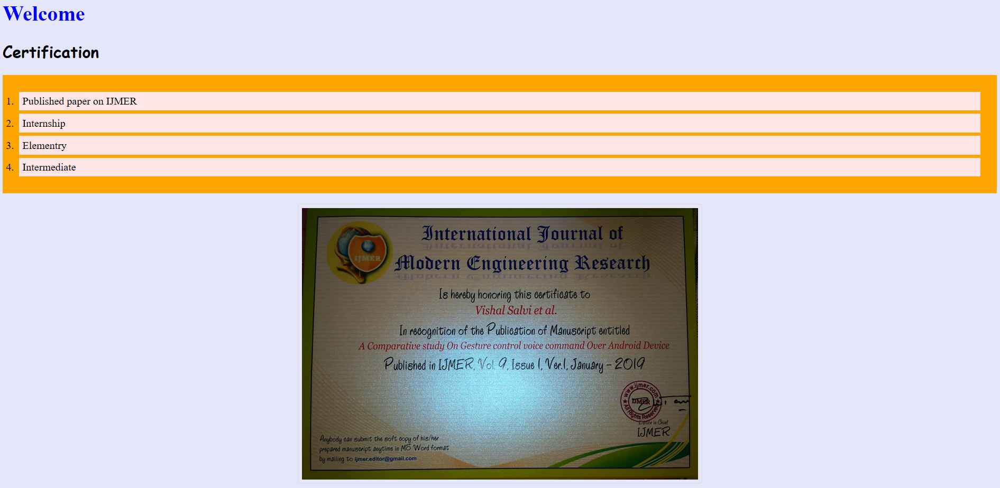 Welcome
Certification
1. Published paper on IJMER
2. Internship
3. Elementry
4. Intermediate
IJMER
International Journal of
Modern Engineering Research
Is hereby honoring this certificate to
Vishal Salvi et al.
In recognition of the Publication of Manuscript entitled
A Comparative study On Gesture control voice command Over Android Device
Published in IJMER, Vol. 9, Issue 1, Ver.1, January - 2019
www.ijmer.com
IJMER
All Rights Reserved
Editor in Chief
IJMER
Anybody can submit the soft copy of his/her
prepared manuscript anytime in MS Word format
by mailing to ijmer.editor@gmail.com